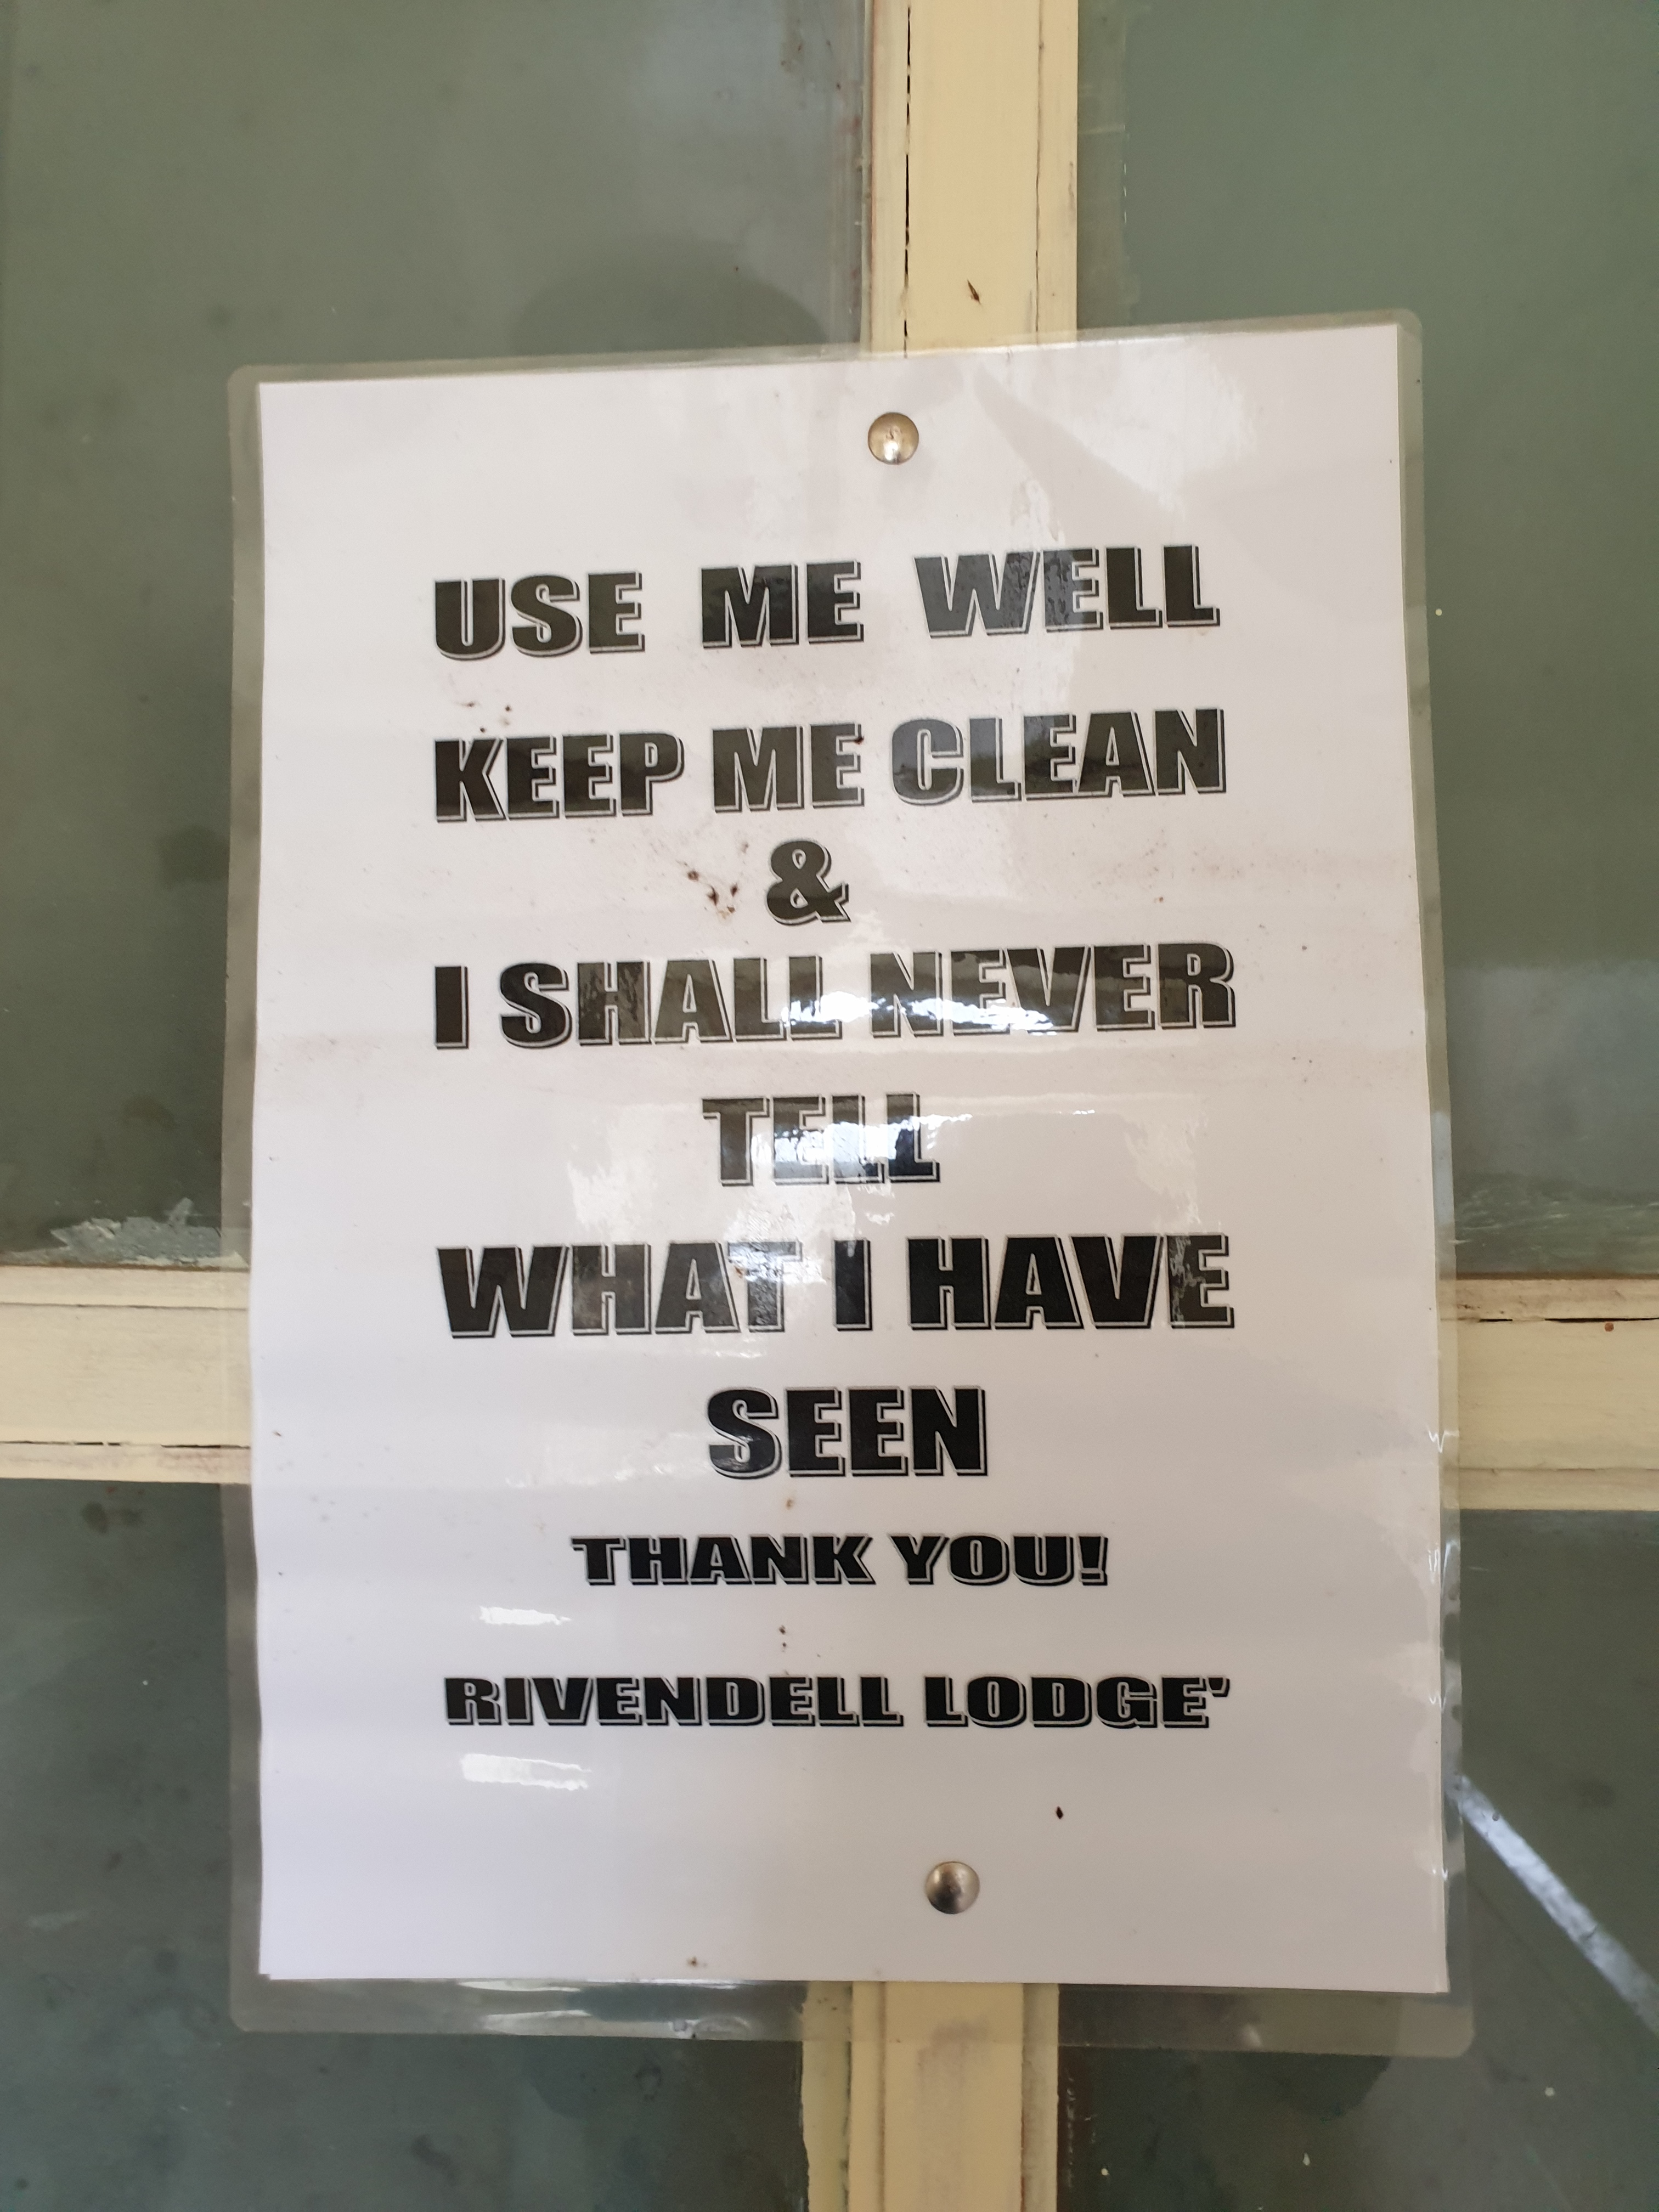 USE ME WELL
KEEP ME CLEAN
&
I SHALL NEVER
TELL
WHAT I HAVE
SEEN
THANK YOU!
RIVENDELL LODGE'